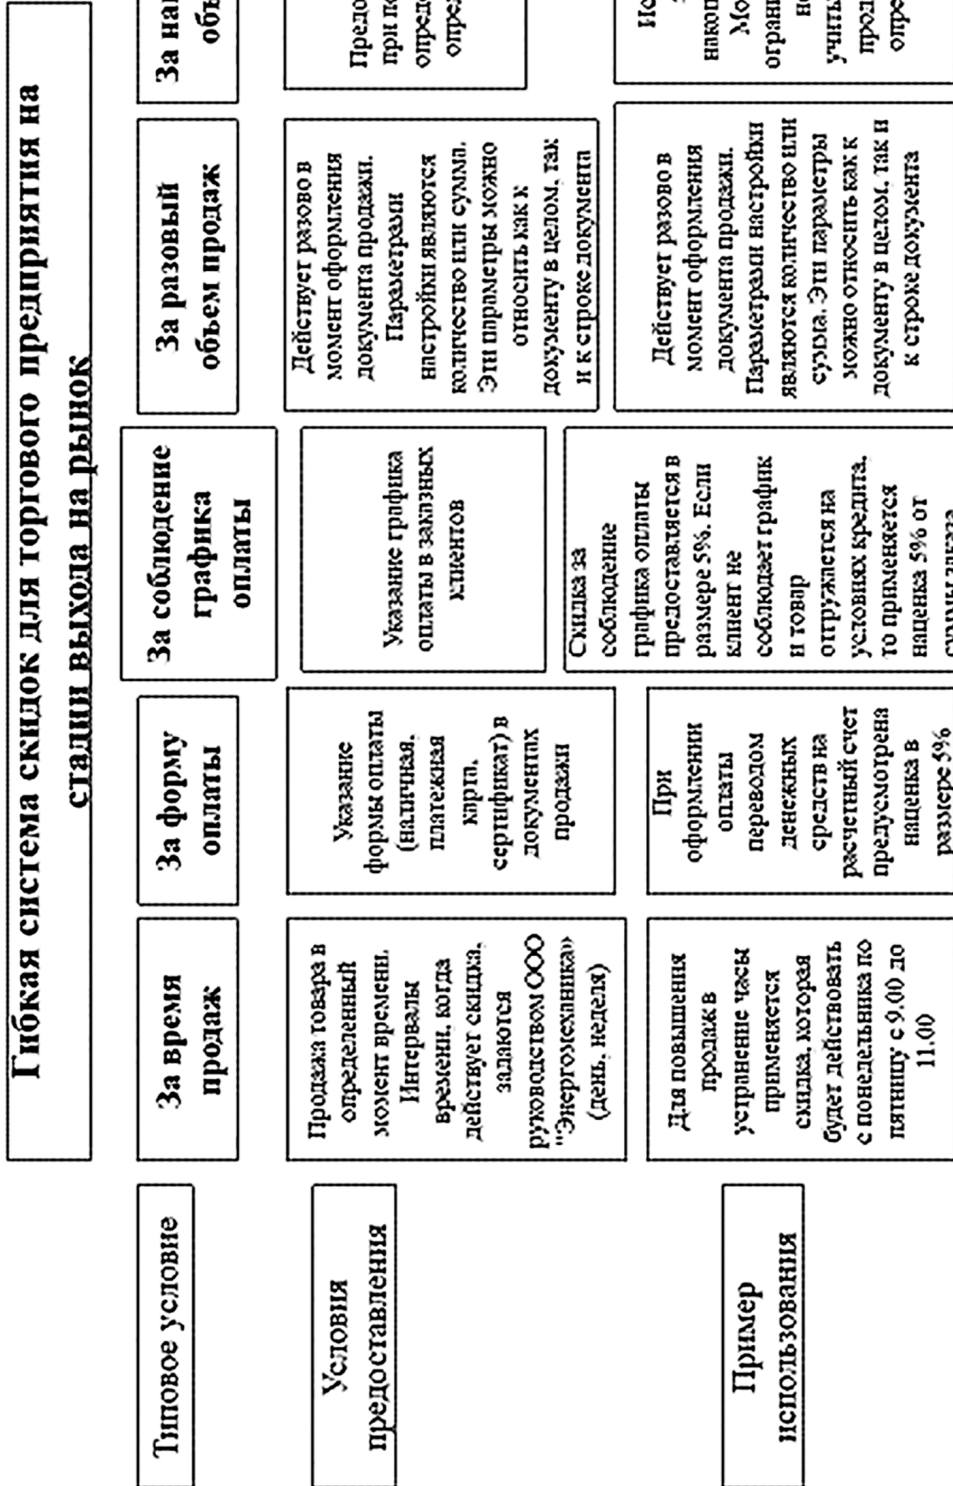 Гибкая система скидок для торгового предприятия на
стадии выхода на рынок
Типовое условие
За время
продаж
За форму
оплаты
За соблюдение
графика
оплаты
За разовый
объем продаж
За
Условия
предоставления
Продажа товара в
определенный
момент времени.
Интервалы
времени, когда
действует скидка,
задаются
руководством ООО
"Энергомеханика»
(день, неделя)
Указание
формы оплаты
(наличная,
платежная
карта,
сертификат) в
документах
продажи
Указание графика
оплаты в заказных
клиентов
Действует разово в
момент оформления
документа продажи.
Параметрами
настройки являются
количество или сумма.
Эти параметры можно
относить как к
документу в целом, так
и к строке документа
Пример
использования
Для повышения
продаж в
устранение часы
применяется
скидка, которая
будет действовать
с понедельника по
пятницу с 9.00 до
11.00
При
оформлении
оплаты
переводом
денежных
средств на
расчетный счет
предусмотрена
наценка в
размере 5%
Скидка за
соблюдение
графика оплаты
предоставляется в
размере 5%. Если
клиент не
соблюдает график
и товар
отгружается на
условиях кредита,
то применяется
наценка 5% от
Действует разово в
момент оформления
документа продажи.
Параметрами настройки
являются количество или
сумма. Эти параметры
можно относить как к
документу в целом, так и
к строке документа